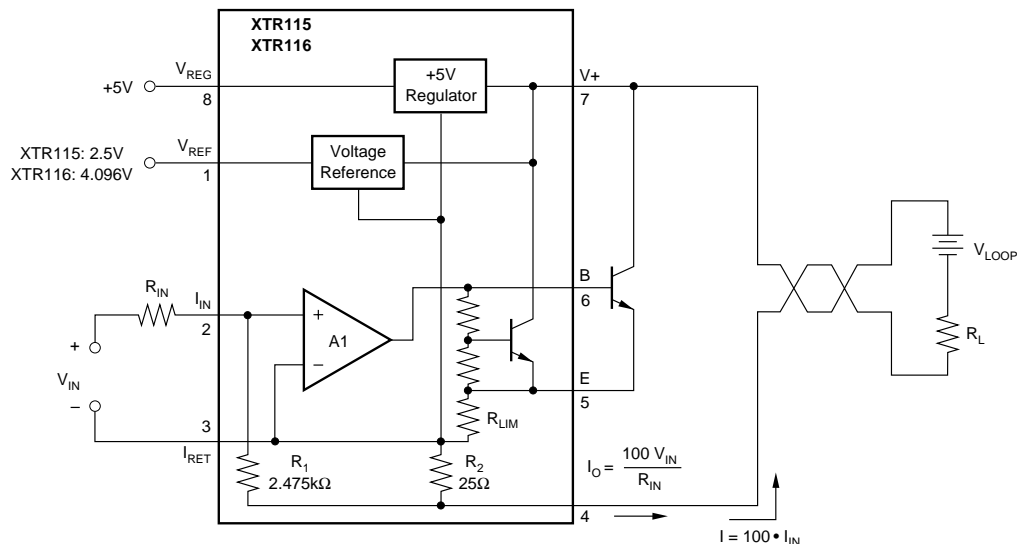 XTR115
XTR116
VREG
+5V
8
+5V
Regulator
V+
7
XTR115: 2.5V
XTR116: 4.096V
VREF
1
Voltage
Reference
B
6
VLOOP
RIN
IIN
2
+
A1
–
RL
+
VIN
–
E
5
RLIM
3
IRET
R1
2.475kΩ
R2
25Ω
IO = 100 VIN
RIN
4
I = 100 • IIN